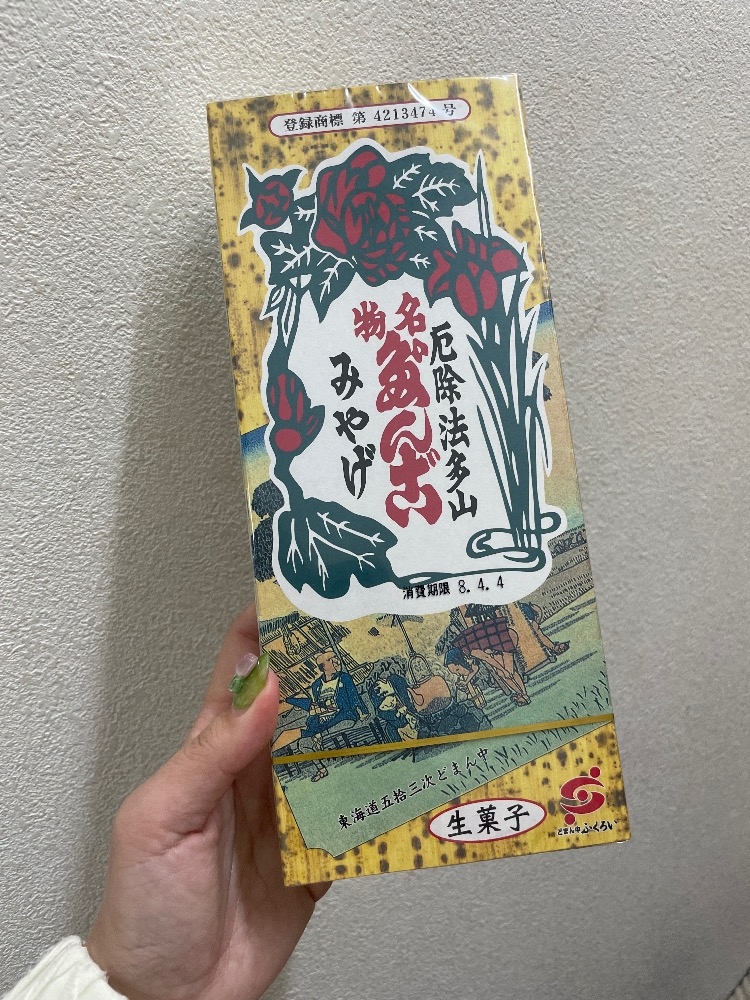 登録商標 第 4213474 号
厄除法多山
名物
だんご
みやげ
消費期限 8.4.4
東海道五拾三次どまん中
生菓子
どまん中ふくろい